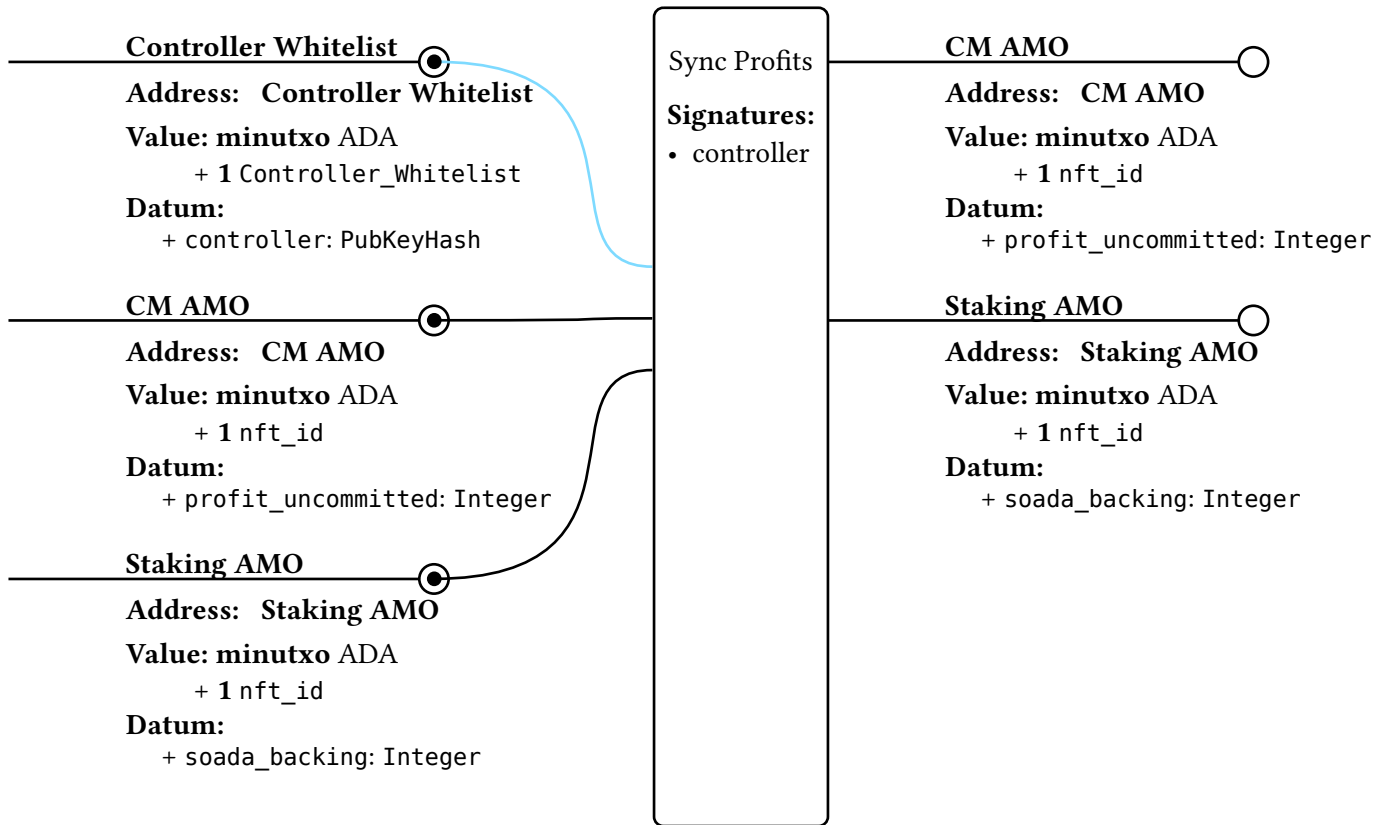 Controller Whitelist
Address: Controller Whitelist
Value: minutxo ADA
+ 1 Controller_Whitelist
Datum:
+ controller: PubKeyHash
CM AMO
Address: CM AMO
Value: minutxo ADA
+ 1 nft_id
Datum:
+ profit_uncommitted: Integer
Staking AMO
Address: Staking AMO
Value: minutxo ADA
+ 1 nft_id
Datum:
+ soada_backing: Integer
Sync Profits
Signatures:
• controller
CM AMO
Address: CM AMO
Value: minutxo ADA
+ 1 nft_id
Datum:
+ profit_uncommitted: Integer
Staking AMO
Address: Staking AMO
Value: minutxo ADA
+ 1 nft_id
Datum:
+ soada_backing: Integer